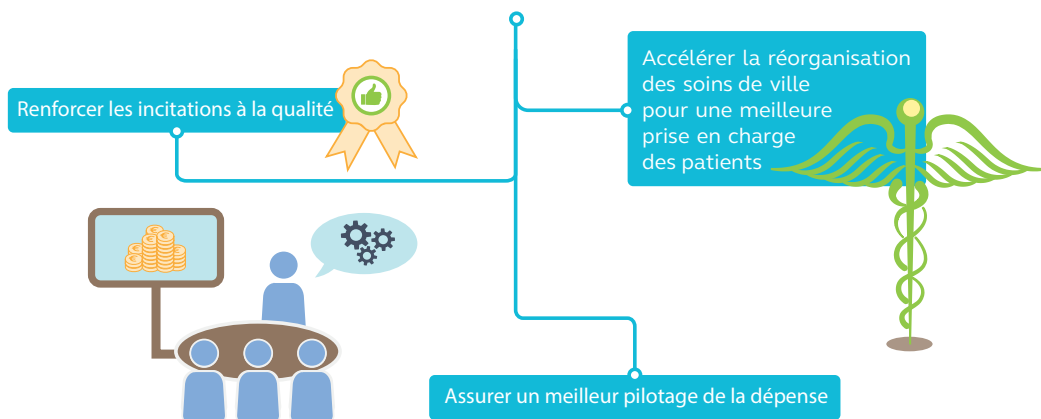 Renforcer les incitations à la qualité
Accélérer la réorganisation
des soins de ville
pour une meilleure
prise en charge
des patients
Assurer un meilleur pilotage de la dépense